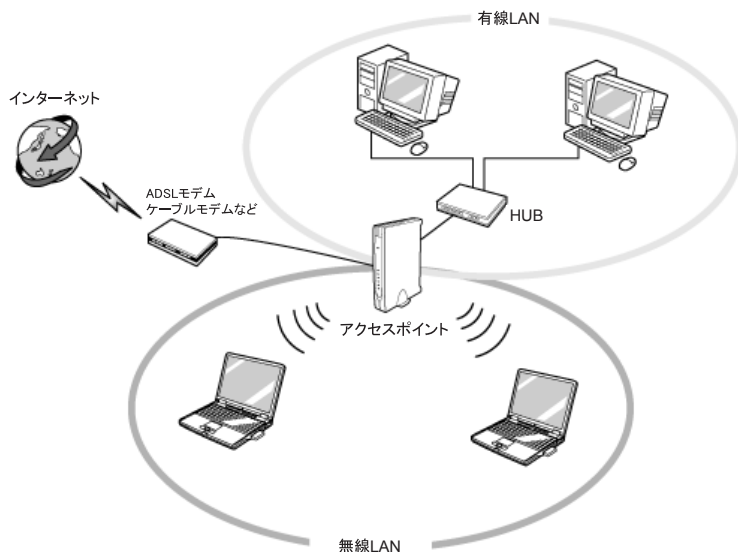 有線LAN
インターネット
ADSLモデム
ケーブルモデムなど
HUB
アクセスポイント
無線LAN